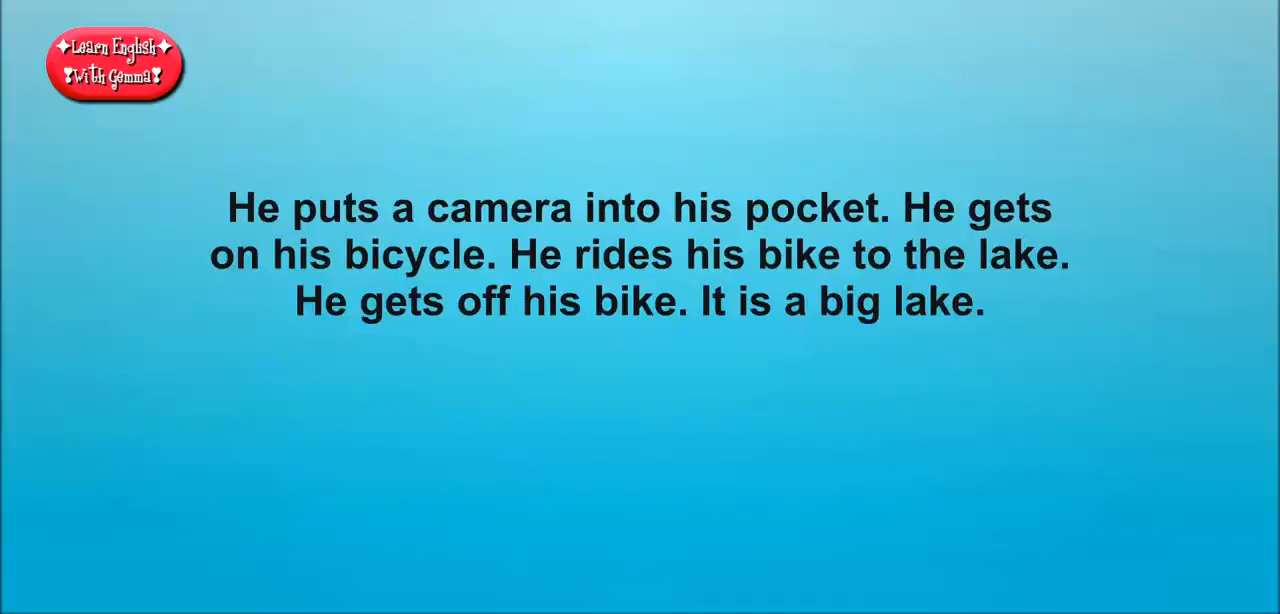 ✦Learn English✦
❣With Gemma❣
He puts a camera into his pocket. He gets
on his bicycle. He rides his bike to the lake.
He gets off his bike. It is a big lake.